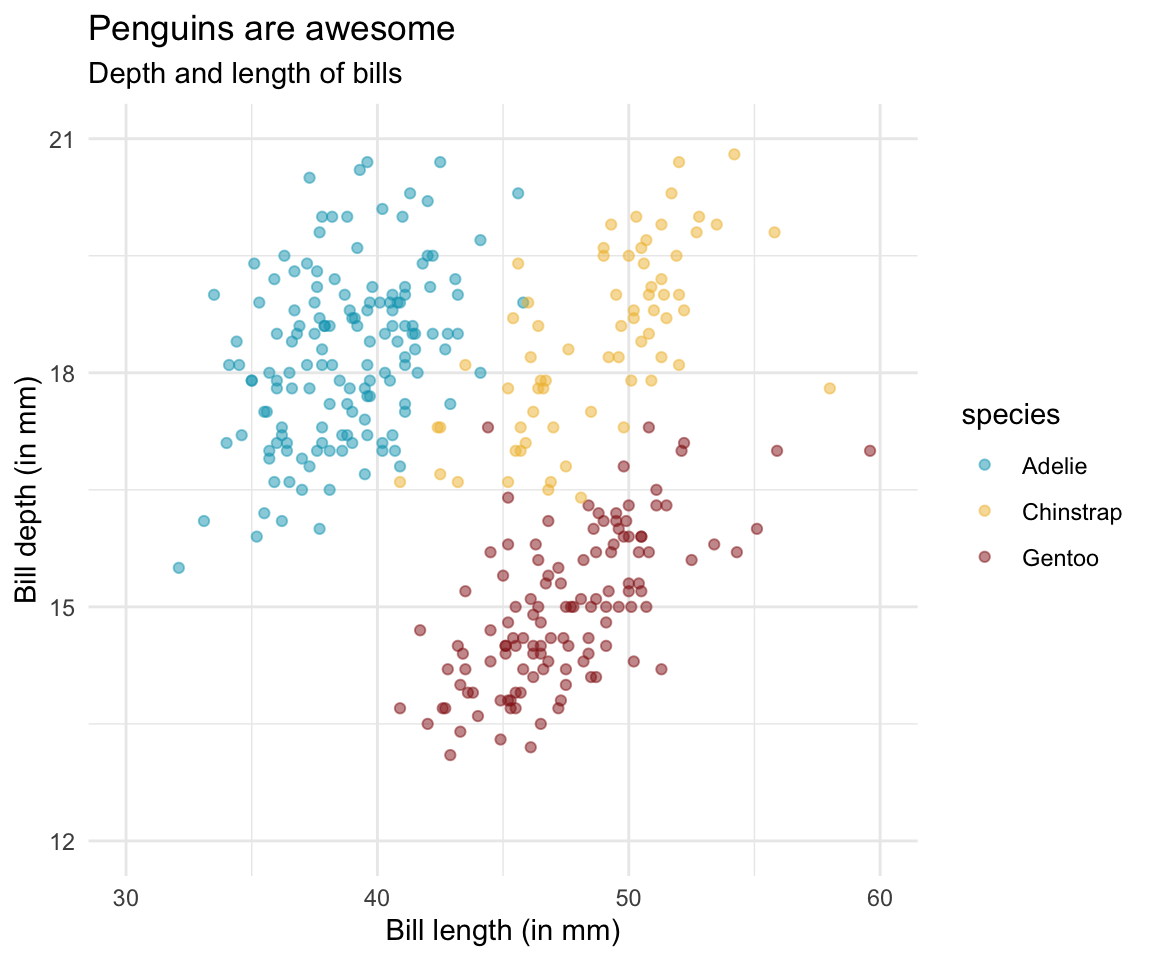 Penguins are awesome
Depth and length of bills
21
18
15
12
Bill depth (in mm)
30 40 50 60
Bill length (in mm)
species
Adelie
Chinstrap
Gentoo